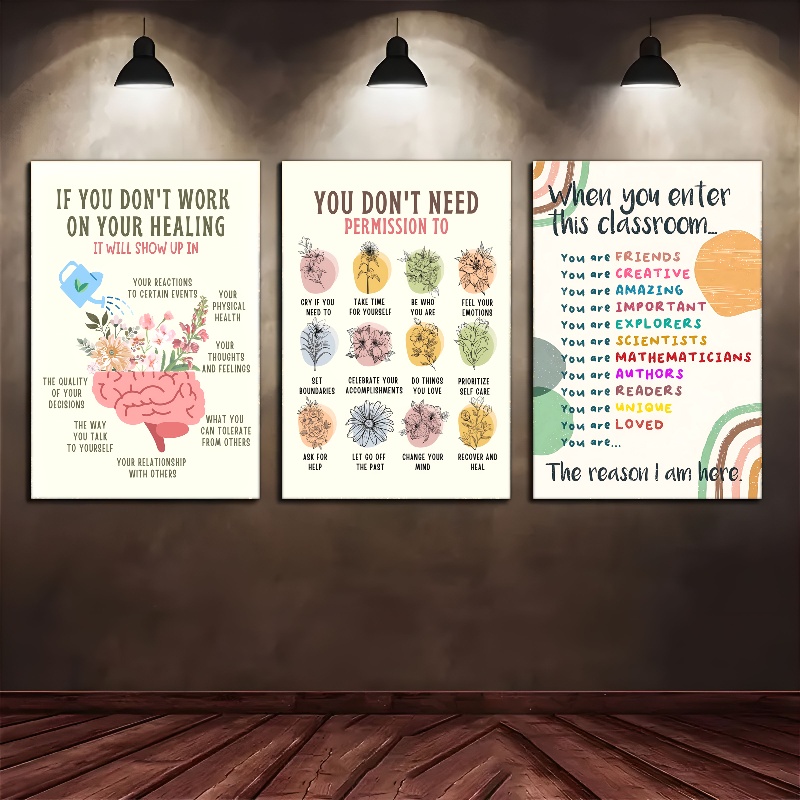 IF YOU DON'T WORK
ON YOUR HEALING
IT WILL SHOW UP IN
YOUR REACTIONS
TO CERTAIN EVENTS
YOUR
PHYSICAL
HEALTH
YOUR
THOUGHTS
AND FEELINGS
THE QUALITY
OF YOUR
DECISIONS
WHAT YOU
CAN TOLERATE
FROM OTHERS
THE WAY
YOU TALK
TO YOURSELF
YOUR RELATIONSHIP
WITH OTHERS
YOU DON'T NEED
PERMISSION TO
CRY IF YOU
NEED TO
TAKE TIME
FOR YOURSELF
BE WHO
YOU ARE
FEEL YOUR
EMOTIONS
SET
BOUNDARIES
CELEBRATE YOUR
ACCOMPLISHMENTS
DO THINGS
YOU LOVE
PRIORITIZE
SELF CARE
ASK FOR
HELP
LET GO OFF
THE PAST
CHANGE YOUR
MIND
RECOVER AND
HEAL
When you enter
this classroom...
You are FRIENDS
You are CREATIVE
You are AMAZING
You are IMPORTANT
You are EXPLORERS
You are SCIENTISTS
You are MATHEMATICIANS
You are AUTHORS
You are READERS
You are UNIQUE
You are LOVED
You are...
The reason I am here.